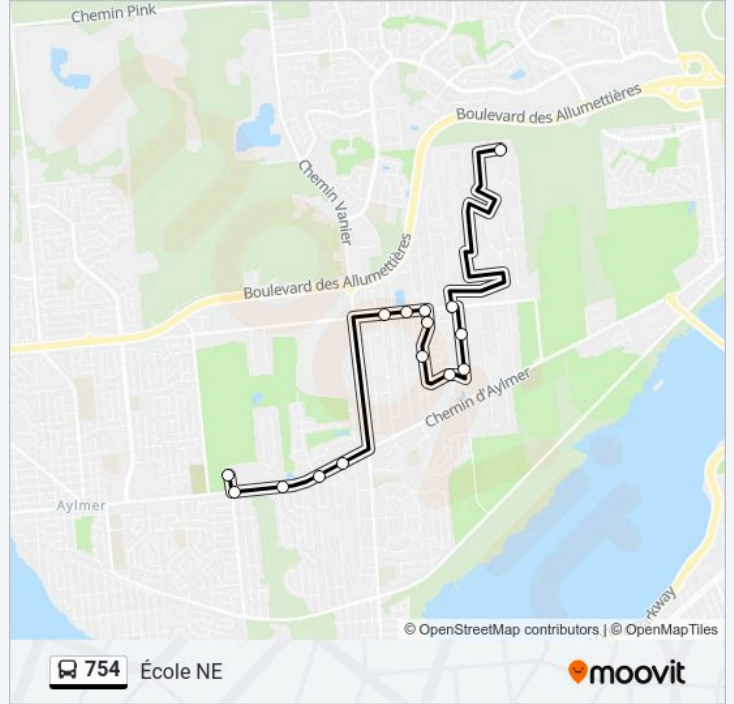 Chemin Pink
Boulevard des Allumettières
Chemin Vanier
Boulevard des Allumettières
Chemin d'Aylmer
Aylmer
© OpenStreetMap contributors | © OpenMapTiles
754 École NE
moovit